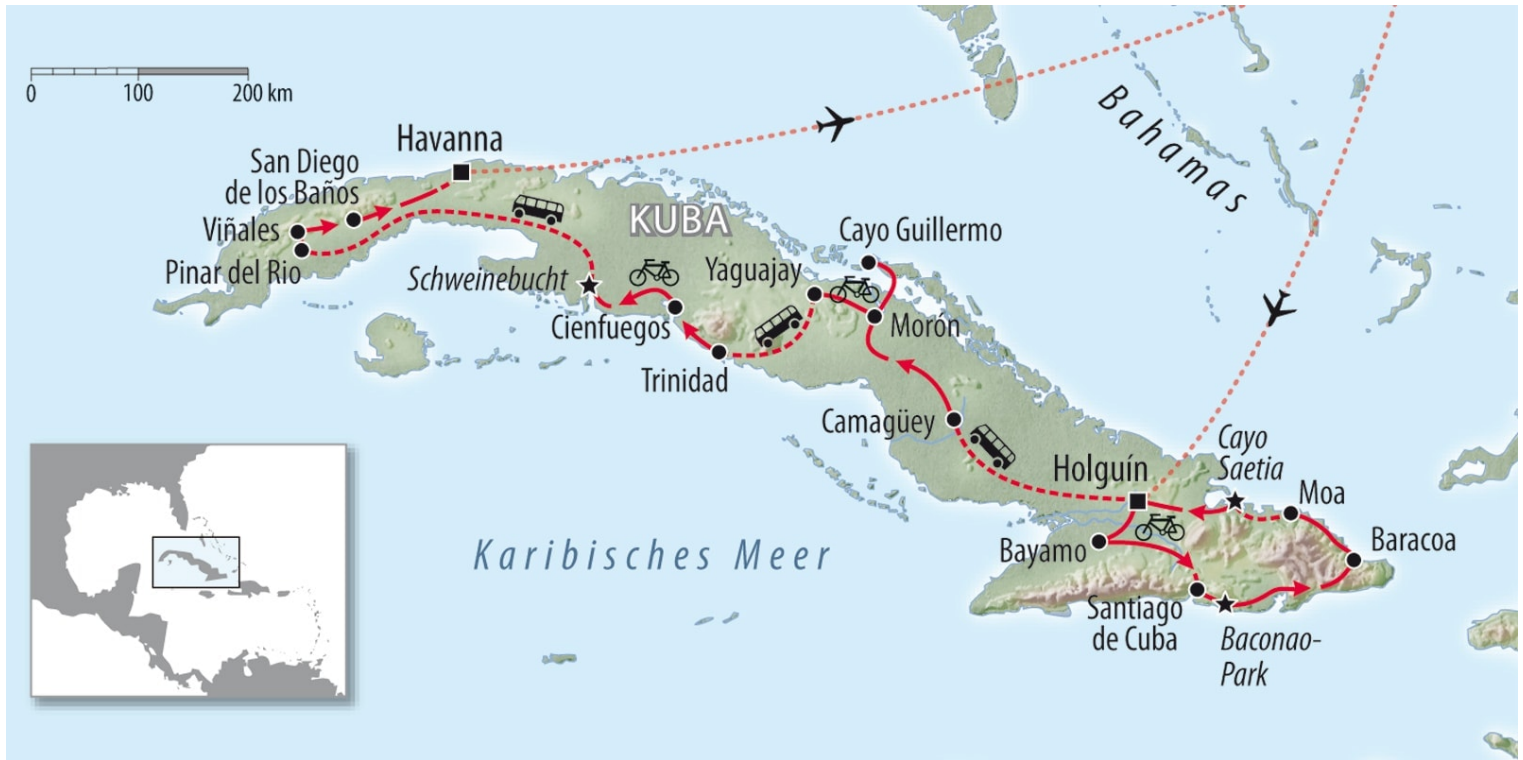 0 100 200 km
Havanna
San Diego
de los Baños
Viñales
Pinar del Rio
Schweinebucht
KUBA
Cienfuegos
Trinidad
Yaguajay
Cayo Guillermo
Morón
Camagüey
Bahamas
Holguín
Cayo
Saetia
Moa
Baracoa
Bayamo
Santiago
de Cuba
Baconao-
Park
Karibisches Meer